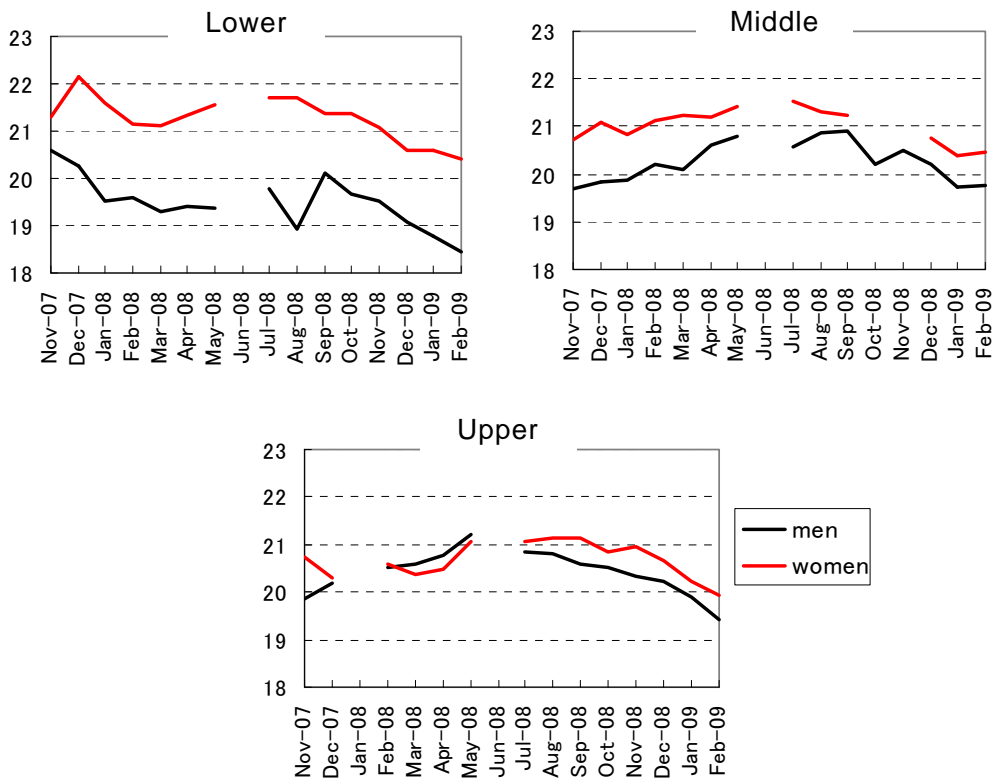 Lower
23
22
21
20
19
18
Nov-07
Dec-07
Jan-08
Feb-08
Mar-08
Apr-08
May-08
Jun-08
Jul-08
Aug-08
Sep-08
Oct-08
Nov-08
Dec-08
Jan-09
Feb-09
Middle
23
22
21
20
19
18
Nov-07
Dec-07
Jan-08
Feb-08
Mar-08
Apr-08
May-08
Jun-08
Jul-08
Aug-08
Sep-08
Oct-08
Nov-08
Dec-08
Jan-09
Feb-09
Upper
23
22
21
20
19
18
Nov-07
Dec-07
Jan-08
Feb-08
Mar-08
Apr-08
May-08
Jun-08
Jul-08
Aug-08
Sep-08
Oct-08
Nov-08
Dec-08
Jan-09
Feb-09
men
women